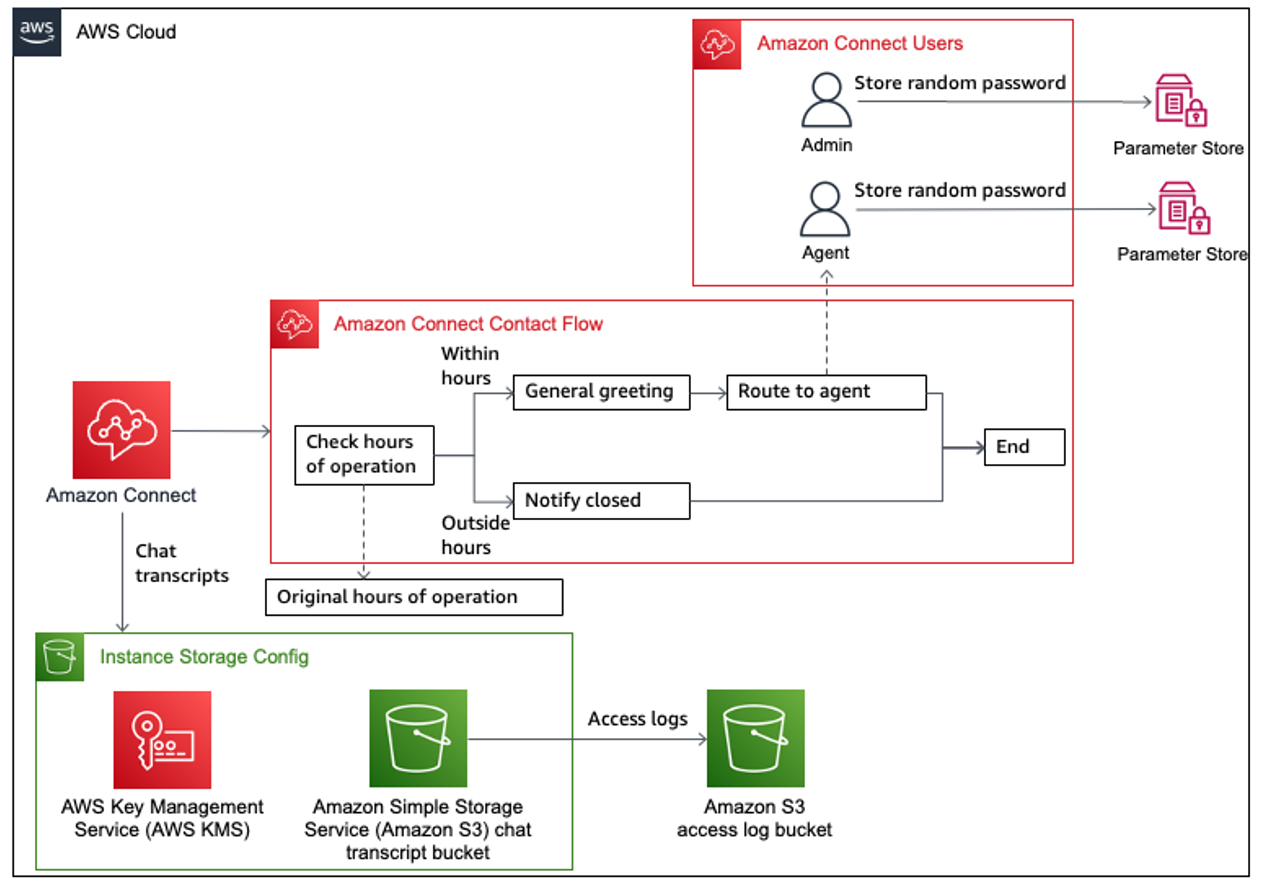 aws
AWS Cloud
Amazon Connect Users
Store random password
Admin
Parameter Store
Store random password
Agent
Parameter Store
Amazon Connect Contact Flow
Within
hours
General greeting
Route to agent
Check hours
of operation
End
Notify closed
Outside
hours
Amazon Connect
Chat
transcripts
Original hours of operation
Instance Storage Config
Access logs
AWS Key Management
Service (AWS KMS)
Amazon Simple Storage
Service (Amazon S3) chat
transcript bucket
Amazon S3
access log bucket